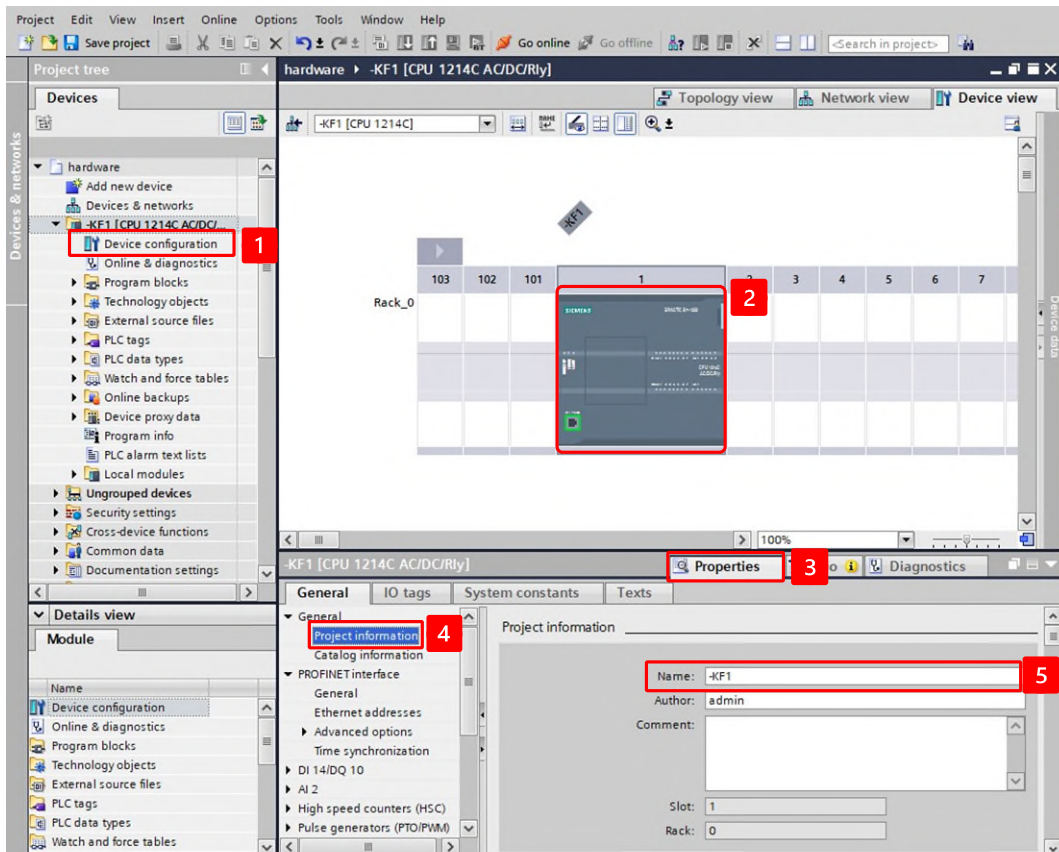 Project Edit View Insert Online Options Tools Window Help
Save project Go online Go offline <Search in project>
Project tree
Devices
Devices & networks
hardware
Add new device
Devices & networks
-KF1 [CPU 1214C AC/DC/...
Device configuration
1
Online & diagnostics
Program blocks
Technology objects
External source files
PLC tags
PLC data types
Watch and force tables
Online backups
Device proxy data
Program info
PLC alarm text lists
Local modules
Ungrouped devices
Security settings
Cross-device functions
Common data
Documentation settings
Details view
Module
Name
Device configuration
Online & diagnostics
Program blocks
Technology objects
External source files
PLC tags
PLC data types
Watch and force tables
hardware -KF1 [CPU 1214C AC/DC/Rly]
Topology view Network view Device view
-KF1 [CPU 1214C]
-KF1
103 102 101 1 2 3 4 5 6 7
Rack_0
2
SIEMENS
100%
Device data
-KF1 [CPU 1214C AC/DC/Rly]
Properties 3 Diagnostics
General IO tags System constants Texts
General
Project information 4
Catalog information
PROFINET interface
General
Ethernet addresses
Advanced options
Time synchronization
DI 14/DQ 10
AI 2
High speed counters (HSC)
Pulse generators (PTO/PWM)
Project information
Name: -KF1 5
Author: admin
Comment:
Slot: 1
Rack: 0